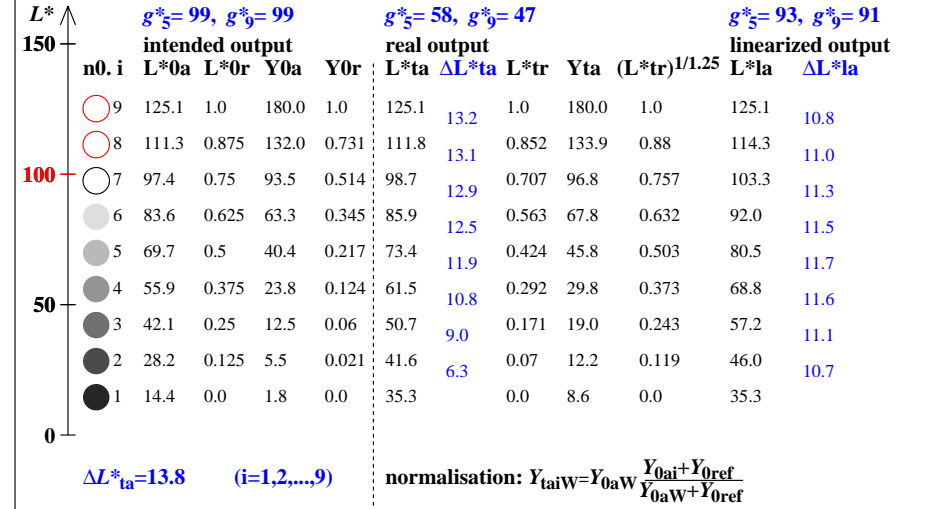 L* g*5= 99, g*9= 99 g*5= 58, g*9= 47 g*5= 93, g*9= 91
150 intended output real output linearized output
n0. i L*0a L*0r Y0a Y0r L*ta ΔL*ta L*tr Yta (L*tr)1/1.25 L*la ΔL*la
9 125.1 1.0 180.0 1.0 125.1 1.0 180.0 1.0 125.1
13.2 10.8
8 111.3 0.875 132.0 0.731 111.8 0.852 133.9 0.88 114.3
13.1 11.0
100 7 97.4 0.75 93.5 0.514 98.7 0.707 96.8 0.757 103.3
12.9 11.3
6 83.6 0.625 63.3 0.345 85.9 0.563 67.8 0.632 92.0
12.5 11.5
5 69.7 0.5 40.4 0.217 73.4 0.424 45.8 0.503 80.5
11.9 11.7
4 55.9 0.375 23.8 0.124 61.5 0.292 29.8 0.373 68.8
50 10.8 11.6
3 42.1 0.25 12.5 0.06 50.7 0.171 19.0 0.243 57.2
9.0 11.1
2 28.2 0.125 5.5 0.021 41.6 0.07 12.2 0.119 46.0
6.3 10.7
1 14.4 0.0 1.8 0.0 35.3 0.0 8.6 0.0 35.3
0
ΔL*ta=13.8 (i=1,2,...,9) normalisation: YtaiW=Y0aW Y0ai+Y0ref
Y0aW+Y0ref